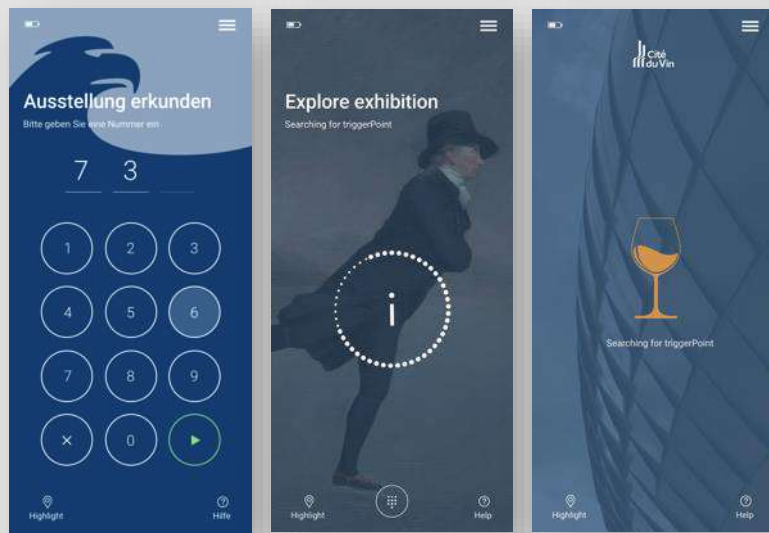 Ausstellung erkunden
Bitte geben Sie eine Nummer ein
7 3
1 2 3
4 5 6
7 8 9
× 0
Highlight Hilfe
Explore exhibition
Searching for triggerPoint
i
Highlight Help
Cité
du Vin
Searching for triggerPoint
Highlight Help